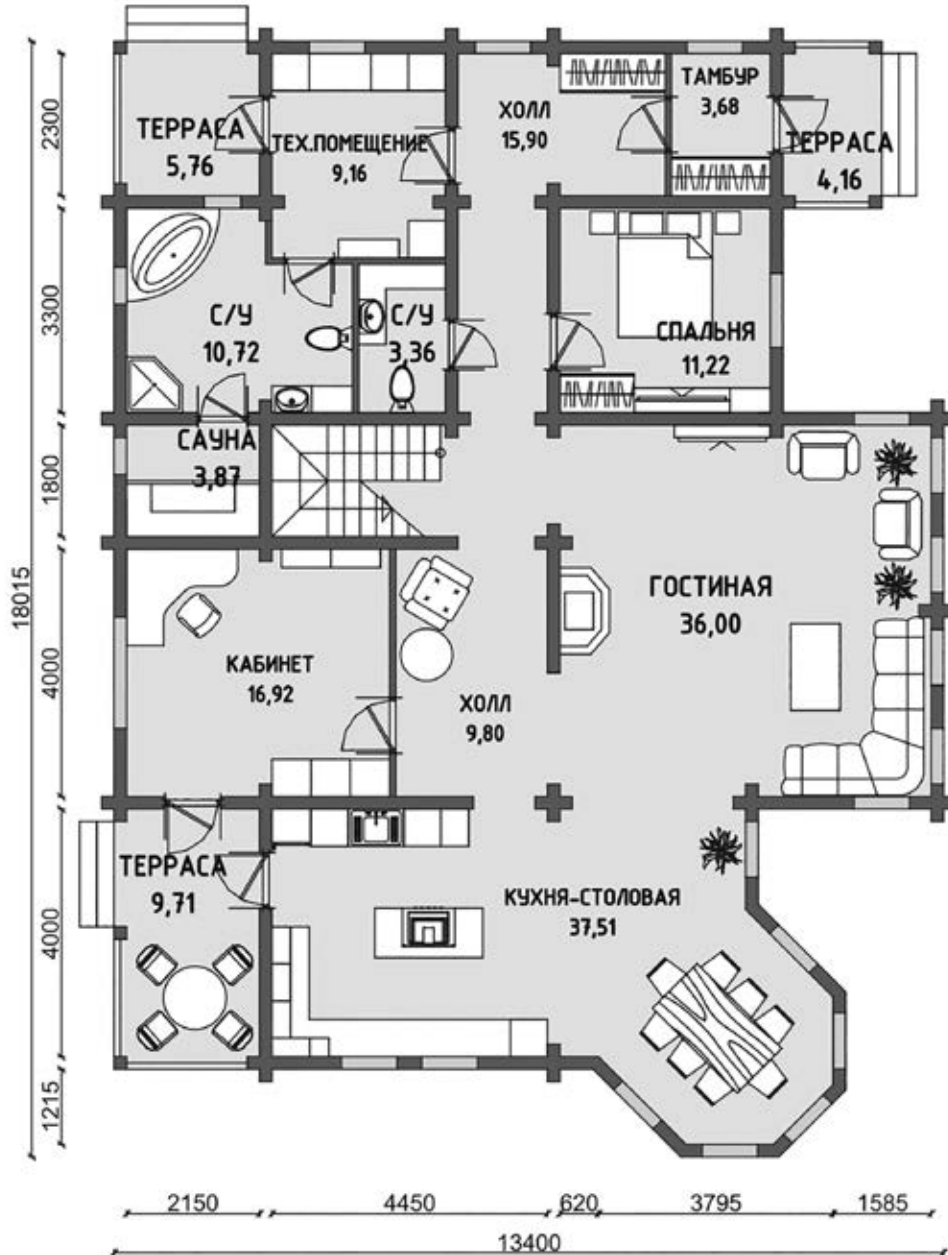 ТЕРРАСА
5,76
ТЕХ.ПОМЕЩЕНИЕ
9,16
ХОЛЛ
15,90
ТАМБУР
3,68
ТЕРРАСА
4,16
С/У
10,72
С/У
3,36
СПАЛЬНЯ
11,22
САУНА
3,87
ГОСТИНАЯ
36,00
КАБИНЕТ
16,92
ХОЛЛ
9,80
ТЕРРАСА
9,71
КУХНЯ-СТОЛОВАЯ
37,51
2300
3300
1800
4000
4000
1215
18015
2150
4450
620
3795
1585
13400